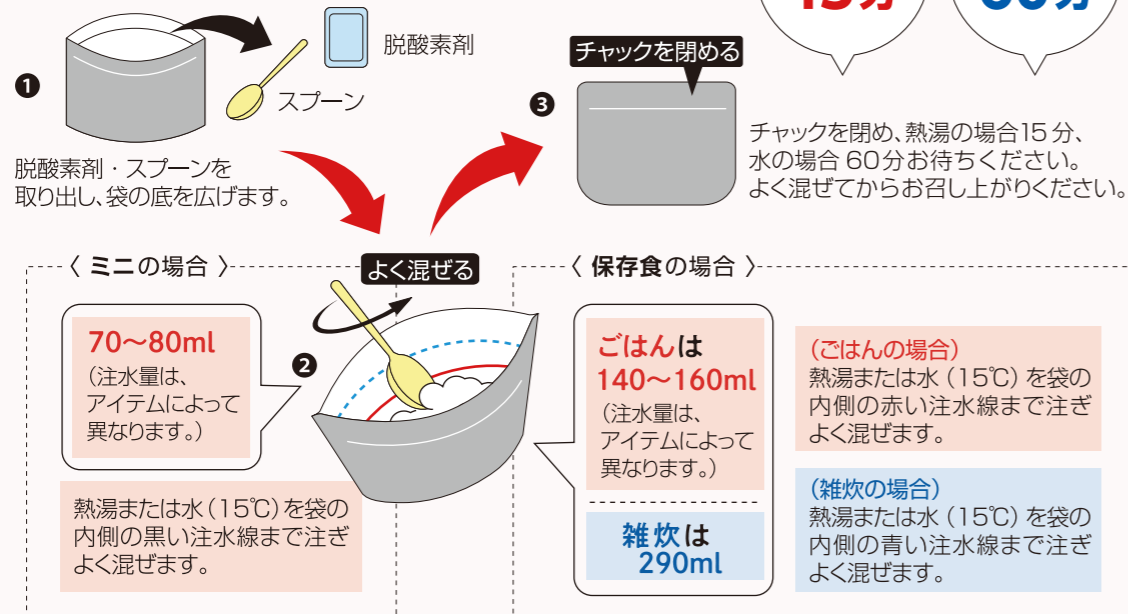 15分
60分
❶
脱酸素剤
スプーン
脱酸素剤・スプーンを
取り出し、袋の底を広げます。
❸
チャックを閉める
チャックを閉め、熱湯の場合15分、
水の場合60分お待ちください。
よく混ぜてからお召し上がりください。
〈 ミニの場合 〉
よく混ぜる
❷
70〜80ml
(注水量は、
アイテムによって
異なります。)
熱湯または水(15℃)を袋の
内側の黒い注水線まで注ぎ
よく混ぜます。
〈 保存食の場合 〉
ごはんは
140〜160ml
(注水量は、
アイテムによって
異なります。)
雑炊は
290ml
(ごはんの場合)
熱湯または水(15℃)を袋の
内側の赤い注水線まで注ぎ
よく混ぜます。
(雑炊の場合)
熱湯または水(15℃)を袋の
内側の青い注水線まで注ぎ
よく混ぜます。